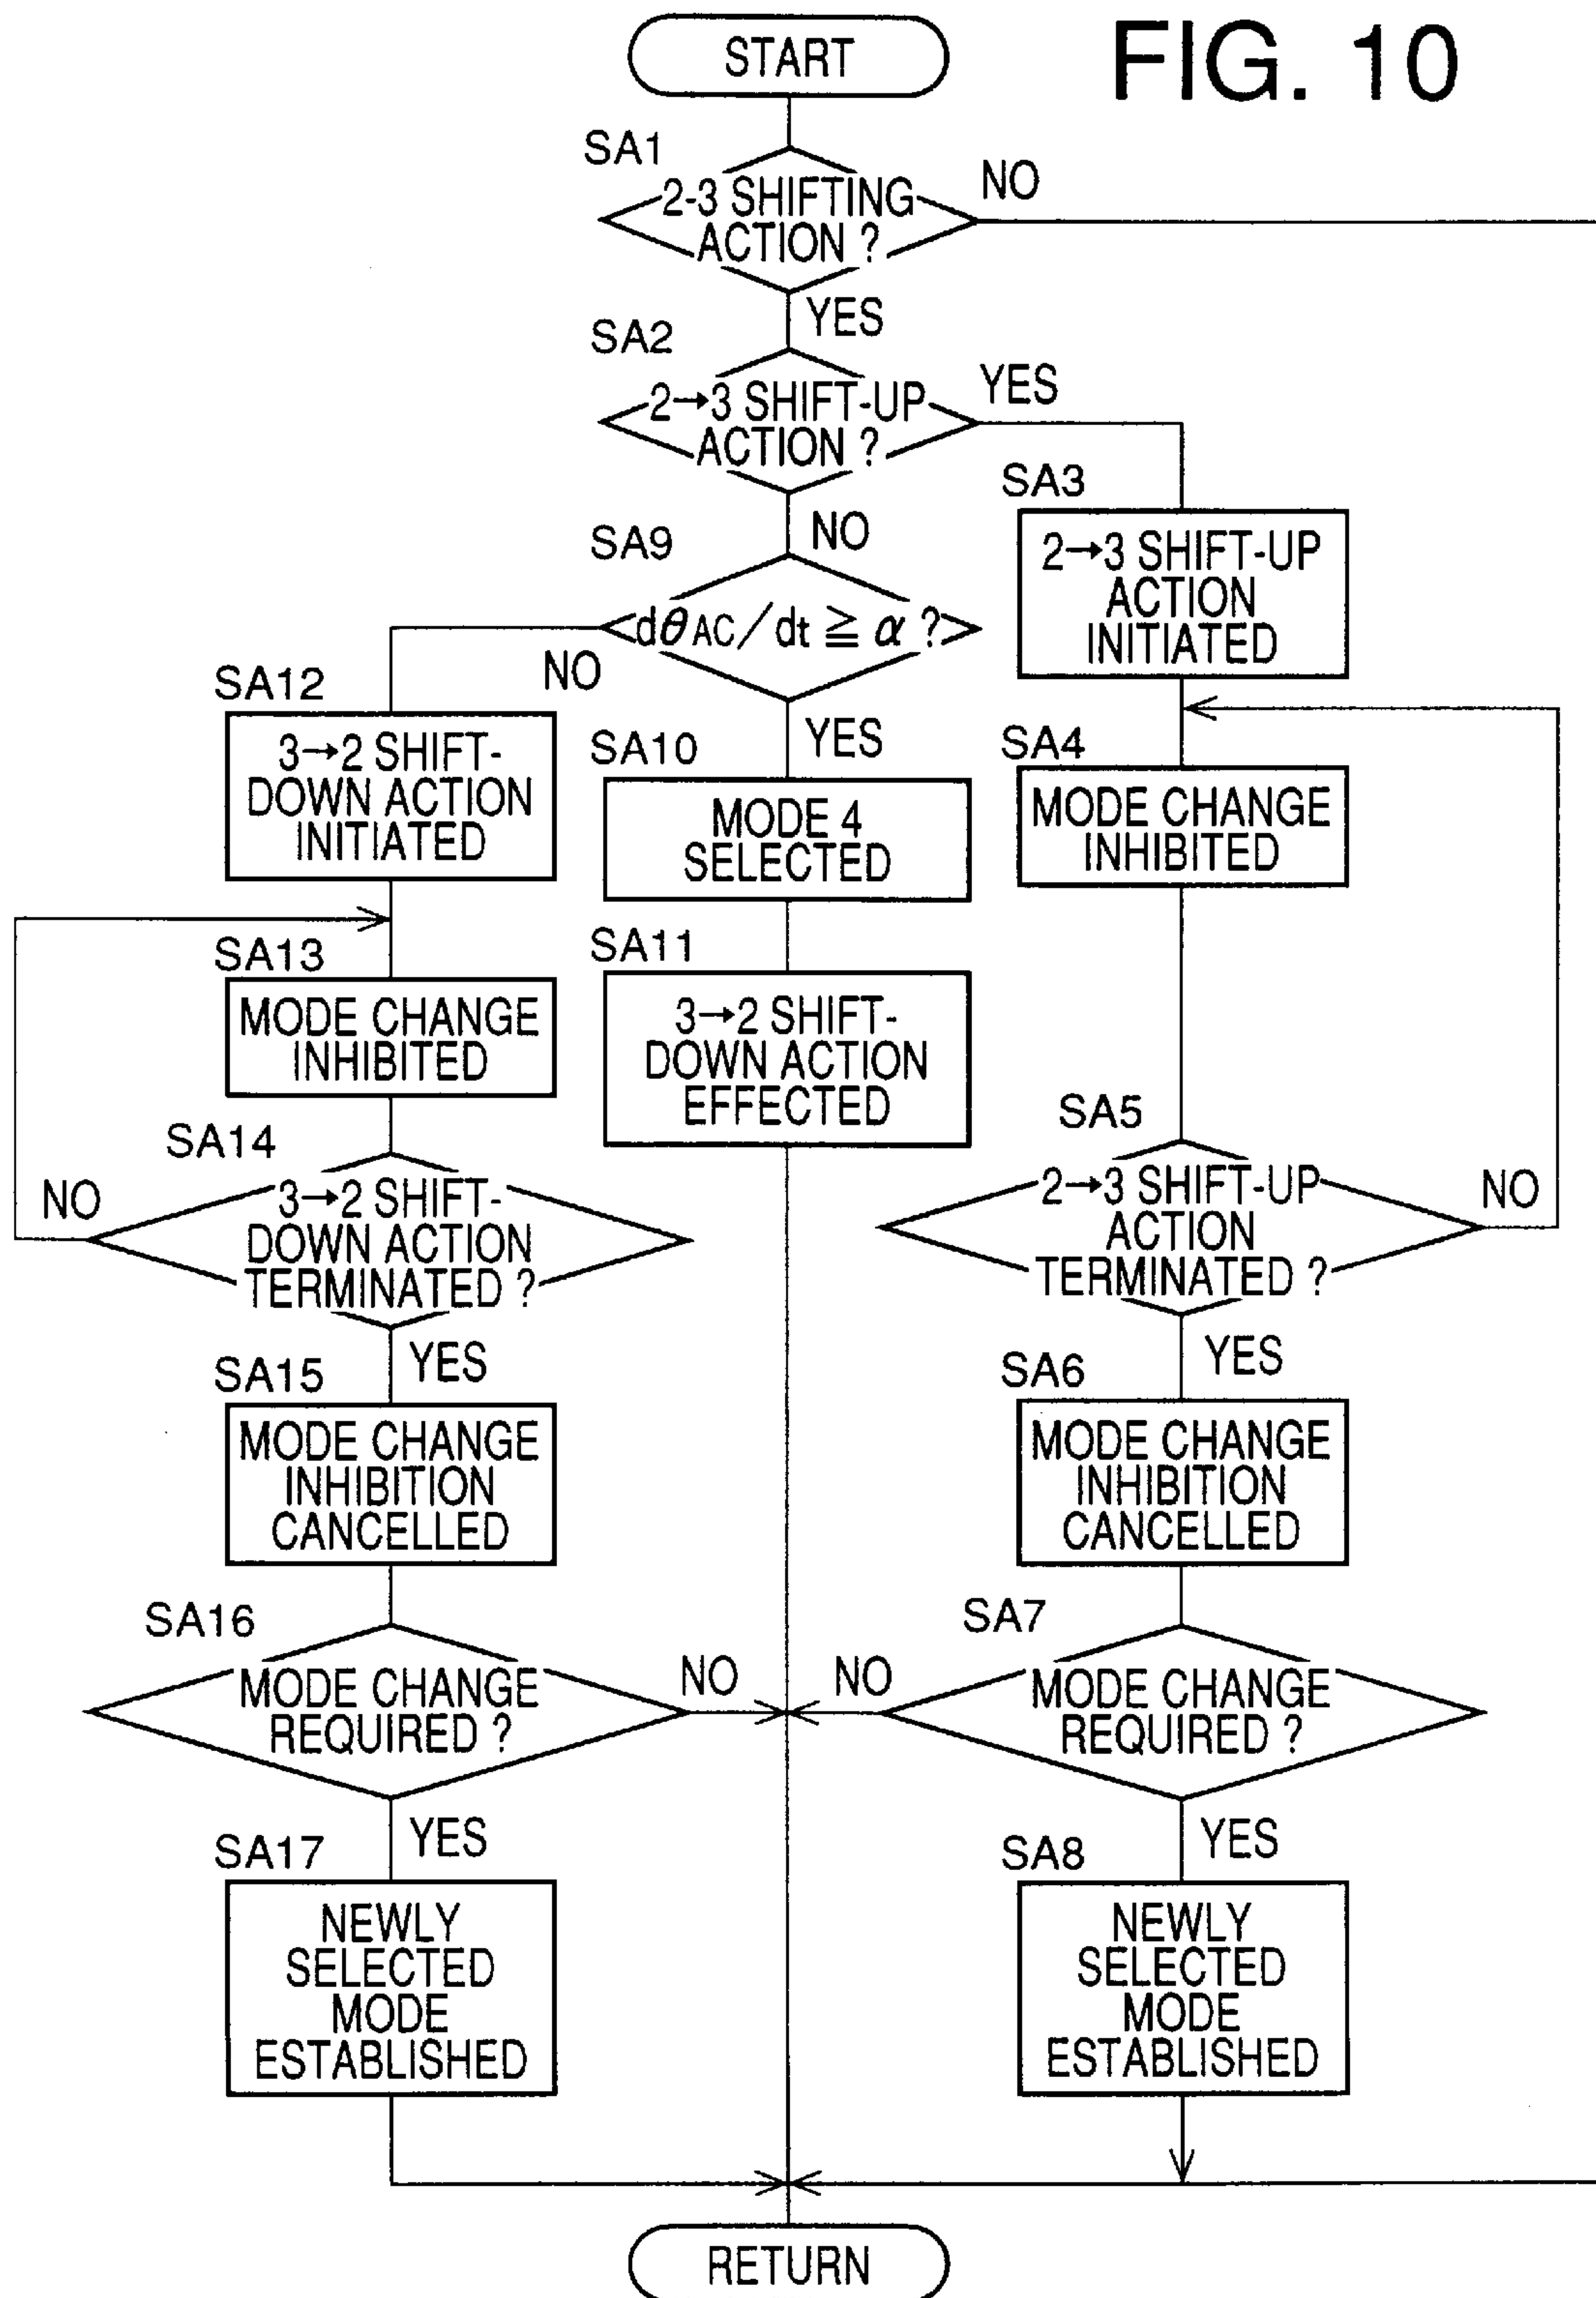 FIG. 10
START
SA1
2-3 SHIFTING
ACTION ?
NO
YES
SA2
2→3 SHIFT-UP
ACTION ?
YES
NO
SA3
2→3 SHIFT-UP
ACTION
INITIATED
SA9
dθAC/dt ≧ α ?
NO
YES
SA12
3→2 SHIFT-
DOWN ACTION
INITIATED
SA10
MODE 4
SELECTED
SA4
MODE CHANGE
INHIBITED
SA13
MODE CHANGE
INHIBITED
SA11
3→2 SHIFT-
DOWN ACTION
EFFECTED
SA14
3→2 SHIFT-
DOWN ACTION
TERMINATED ?
NO
YES
SA5
2→3 SHIFT-UP
ACTION
TERMINATED ?
NO
YES
SA15
MODE CHANGE
INHIBITION
CANCELLED
SA6
MODE CHANGE
INHIBITION
CANCELLED
SA16
MODE CHANGE
REQUIRED ?
NO
YES
SA7
MODE CHANGE
REQUIRED ?
NO
YES
SA17
NEWLY
SELECTED
MODE
ESTABLISHED
SA8
NEWLY
SELECTED
MODE
ESTABLISHED
RETURN